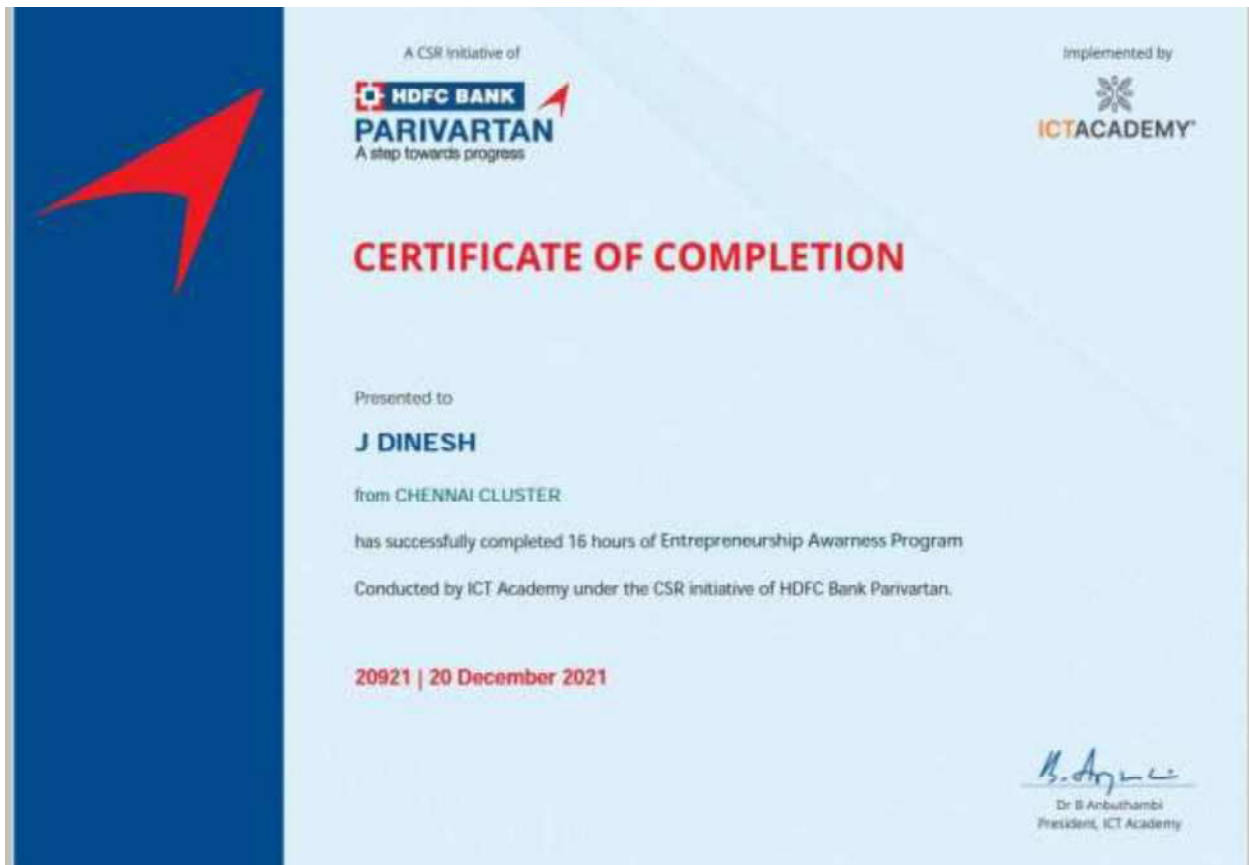 A CSR Initiative of
HDFC BANK
PARIVARTAN
A step towards progress
Implemented by
ICTACADEMY®
CERTIFICATE OF COMPLETION
Presented to
J DINESH
from CHENNAI CLUSTER
has successfully completed 16 hours of Entrepreneurship Awarness Program
Conducted by ICT Academy under the CSR initiative of HDFC Bank Parivartan.
20921 | 20 December 2021
Dr B Anbuthambi
President, ICT Academy